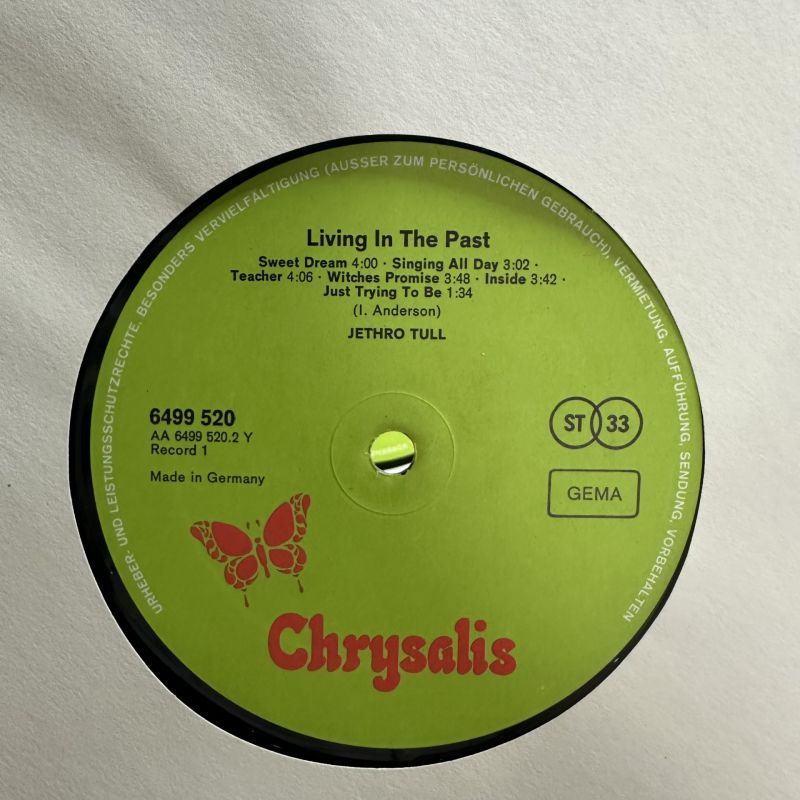 URHEBER- UND LEISTUNGSSCHUTZRECHTE, BESONDERS VERVIELFÄLTIGUNG (AUSSER ZUM PERSÖNLICHEN GEBRAUCH), VERMIETUNG, AUFFÜHRUNG, SENDUNG, VORBEHALTEN
Living In The Past
Sweet Dream 4:00 · Singing All Day 3:02 ·
Teacher 4:06 · Witches Promise 3:48 · Inside 3:42 ·
Just Trying To Be 1:34
(I. Anderson)
JETHRO TULL
6499 520
AA 6499 520.2 Y
Record 1
Made in Germany
ST 33
GEMA
Chrysalis